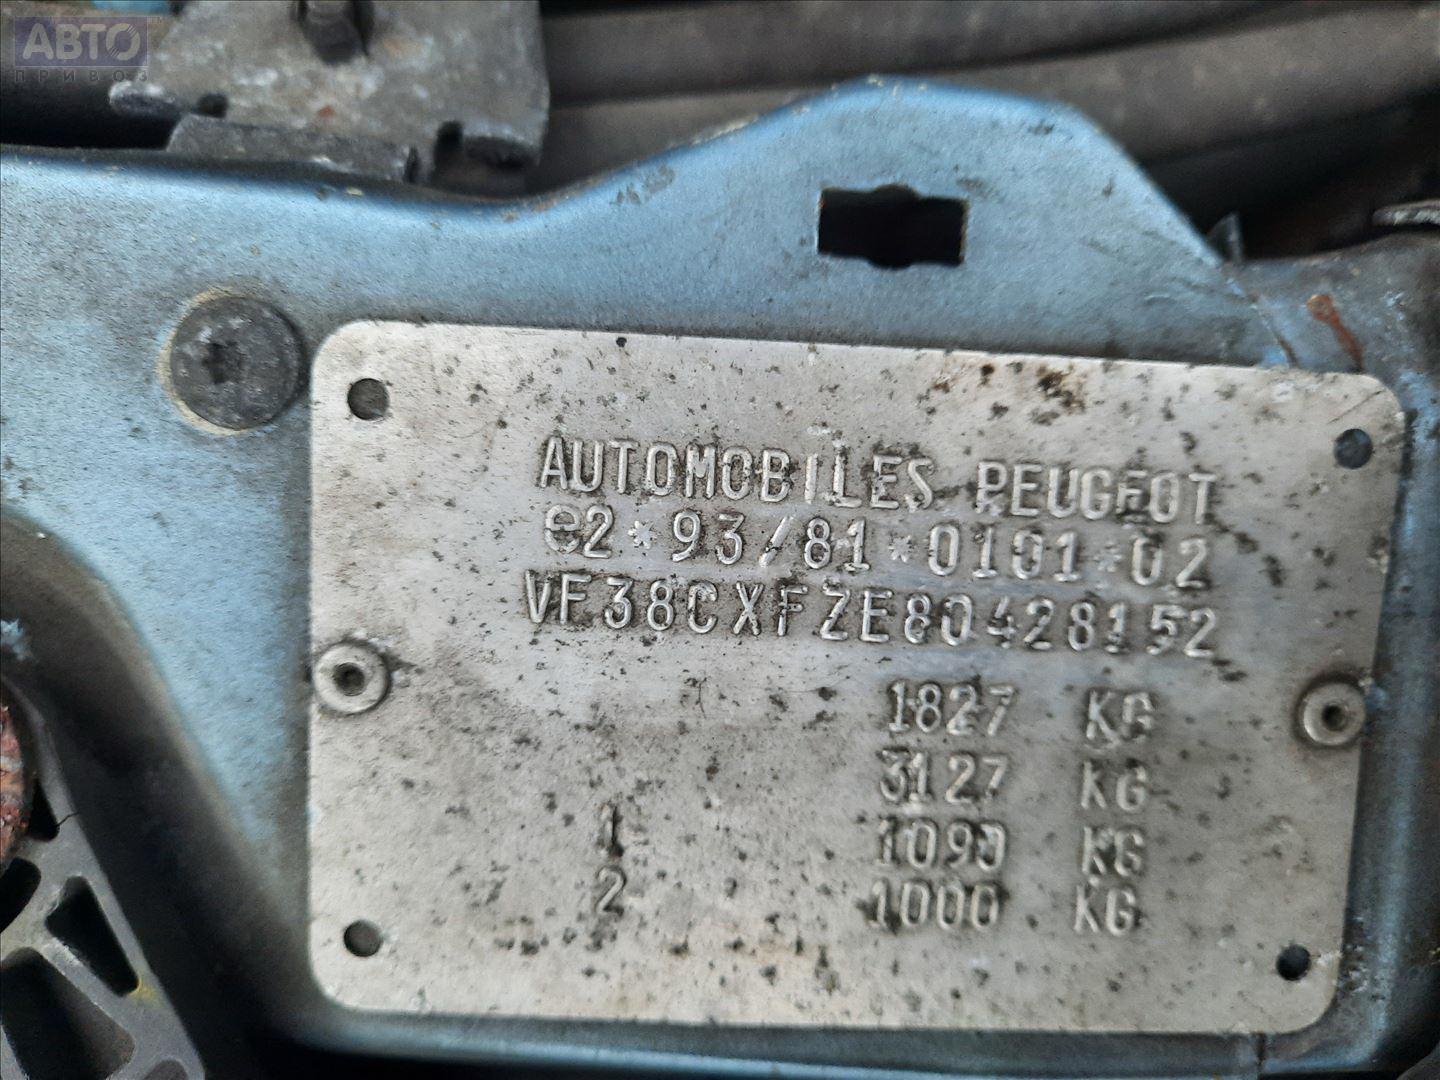 АВТО
ПРИВОЗ
AUTOMOBILES PEUGEOT
e2*93/81*0101*02
VF38CXFZE80428152
1827 KG
3127 KG
1 1090 KG
2 1000 KG